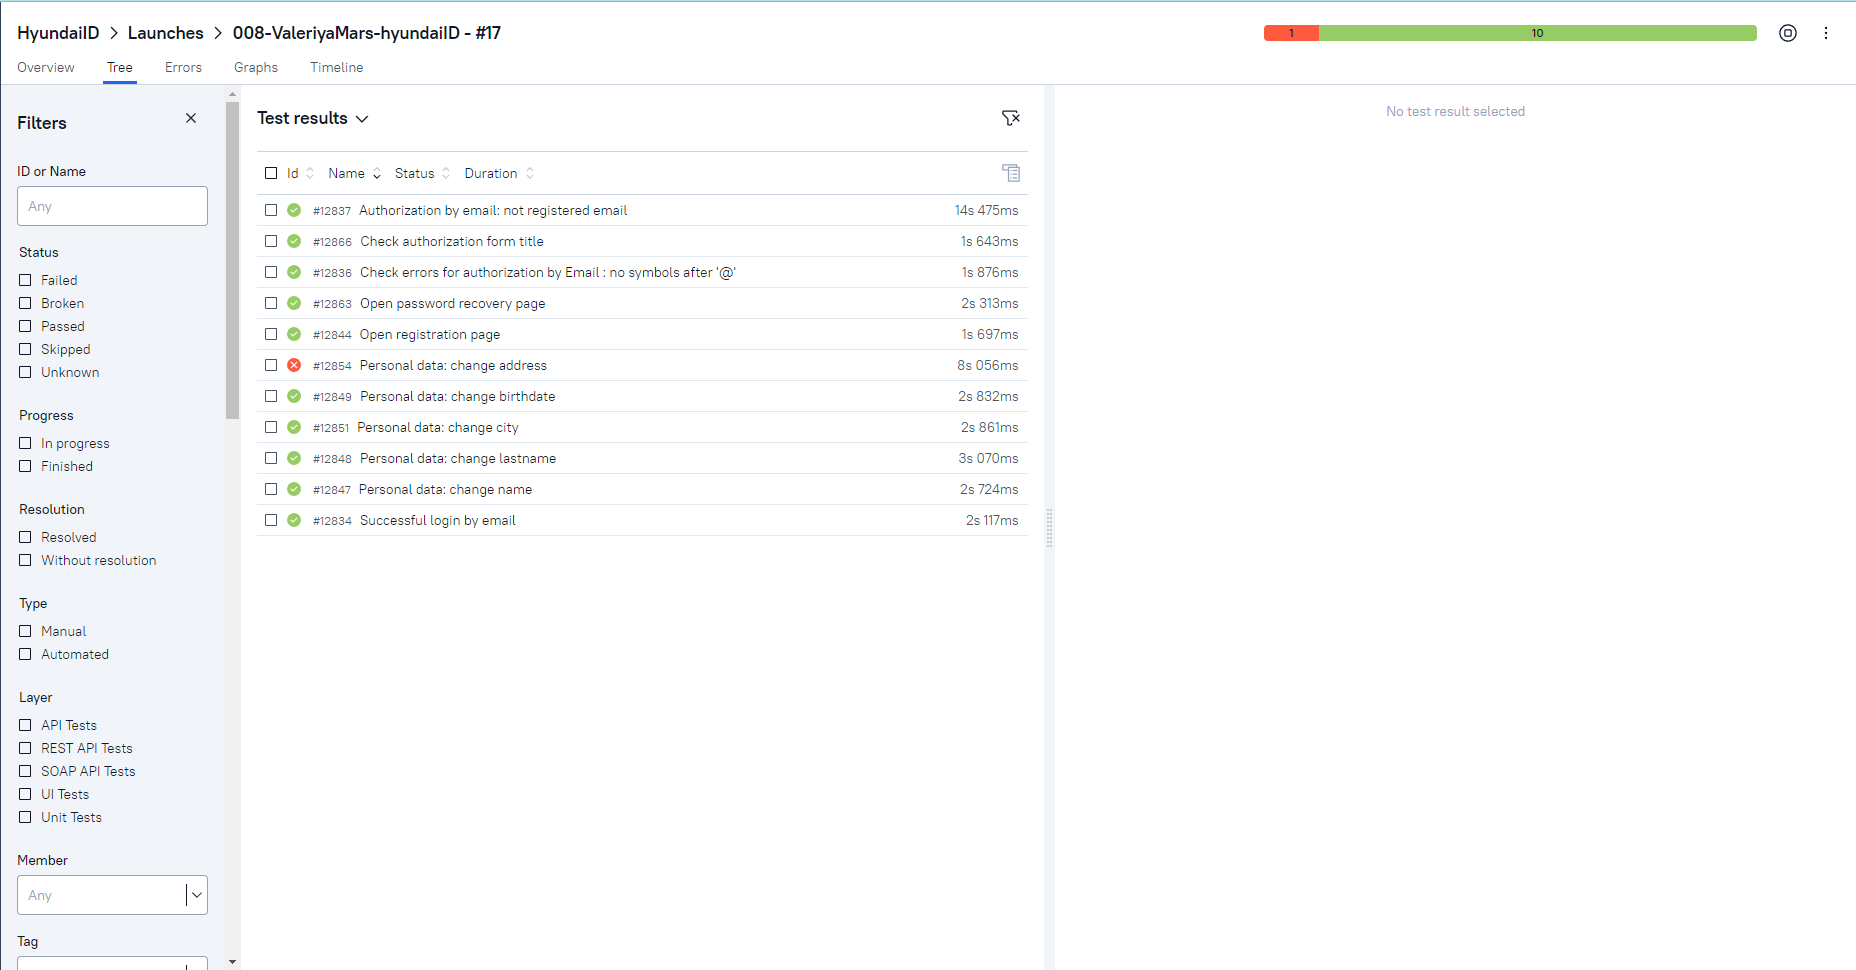 HyundaiID > Launches > 008-ValeriyaMars-hyundaiID - #17
1 10
Overview Tree Errors Graphs Timeline
Filters
ID or Name
Any
Status
Failed
Broken
Passed
Skipped
Unknown
Progress
In progress
Finished
Resolution
Resolved
Without resolution
Type
Manual
Automated
Layer
API Tests
REST API Tests
SOAP API Tests
UI Tests
Unit Tests
Member
Any
Tag
Test results
Id Name Status Duration
#12837 Authorization by email: not registered email 14s 475ms
#12866 Check authorization form title 1s 643ms
#12836 Check errors for authorization by Email : no symbols after '@' 1s 876ms
#12863 Open password recovery page 2s 313ms
#12844 Open registration page 1s 697ms
#12854 Personal data: change address 8s 056ms
#12849 Personal data: change birthdate 2s 832ms
#12851 Personal data: change city 2s 861ms
#12848 Personal data: change lastname 3s 070ms
#12847 Personal data: change name 2s 724ms
#12834 Successful login by email 2s 117ms
No test result selected